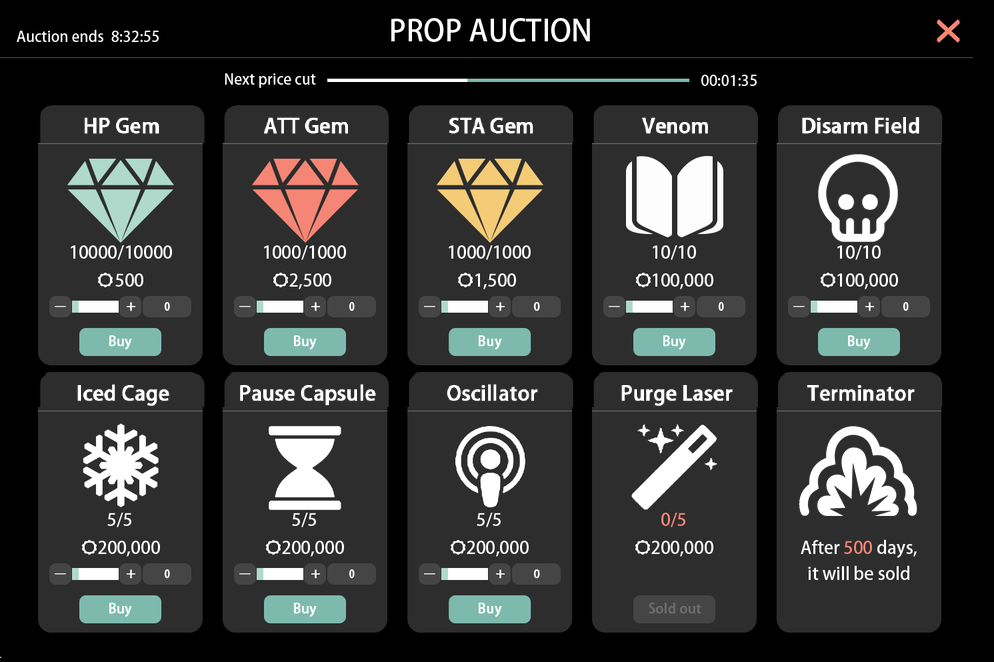 PROP AUCTION
Auction ends 8:32:55
Next price cut 00:01:35
HP Gem
10000/10000
500
0
Buy
ATT Gem
1000/1000
2,500
0
Buy
STA Gem
1000/1000
1,500
0
Buy
Venom
10/10
100,000
0
Buy
Disarm Field
10/10
100,000
0
Buy
Iced Cage
5/5
200,000
0
Buy
Pause Capsule
5/5
200,000
0
Buy
Oscillator
5/5
200,000
0
Buy
Purge Laser
0/5
200,000
Sold out
Terminator
After 500 days,
it will be sold